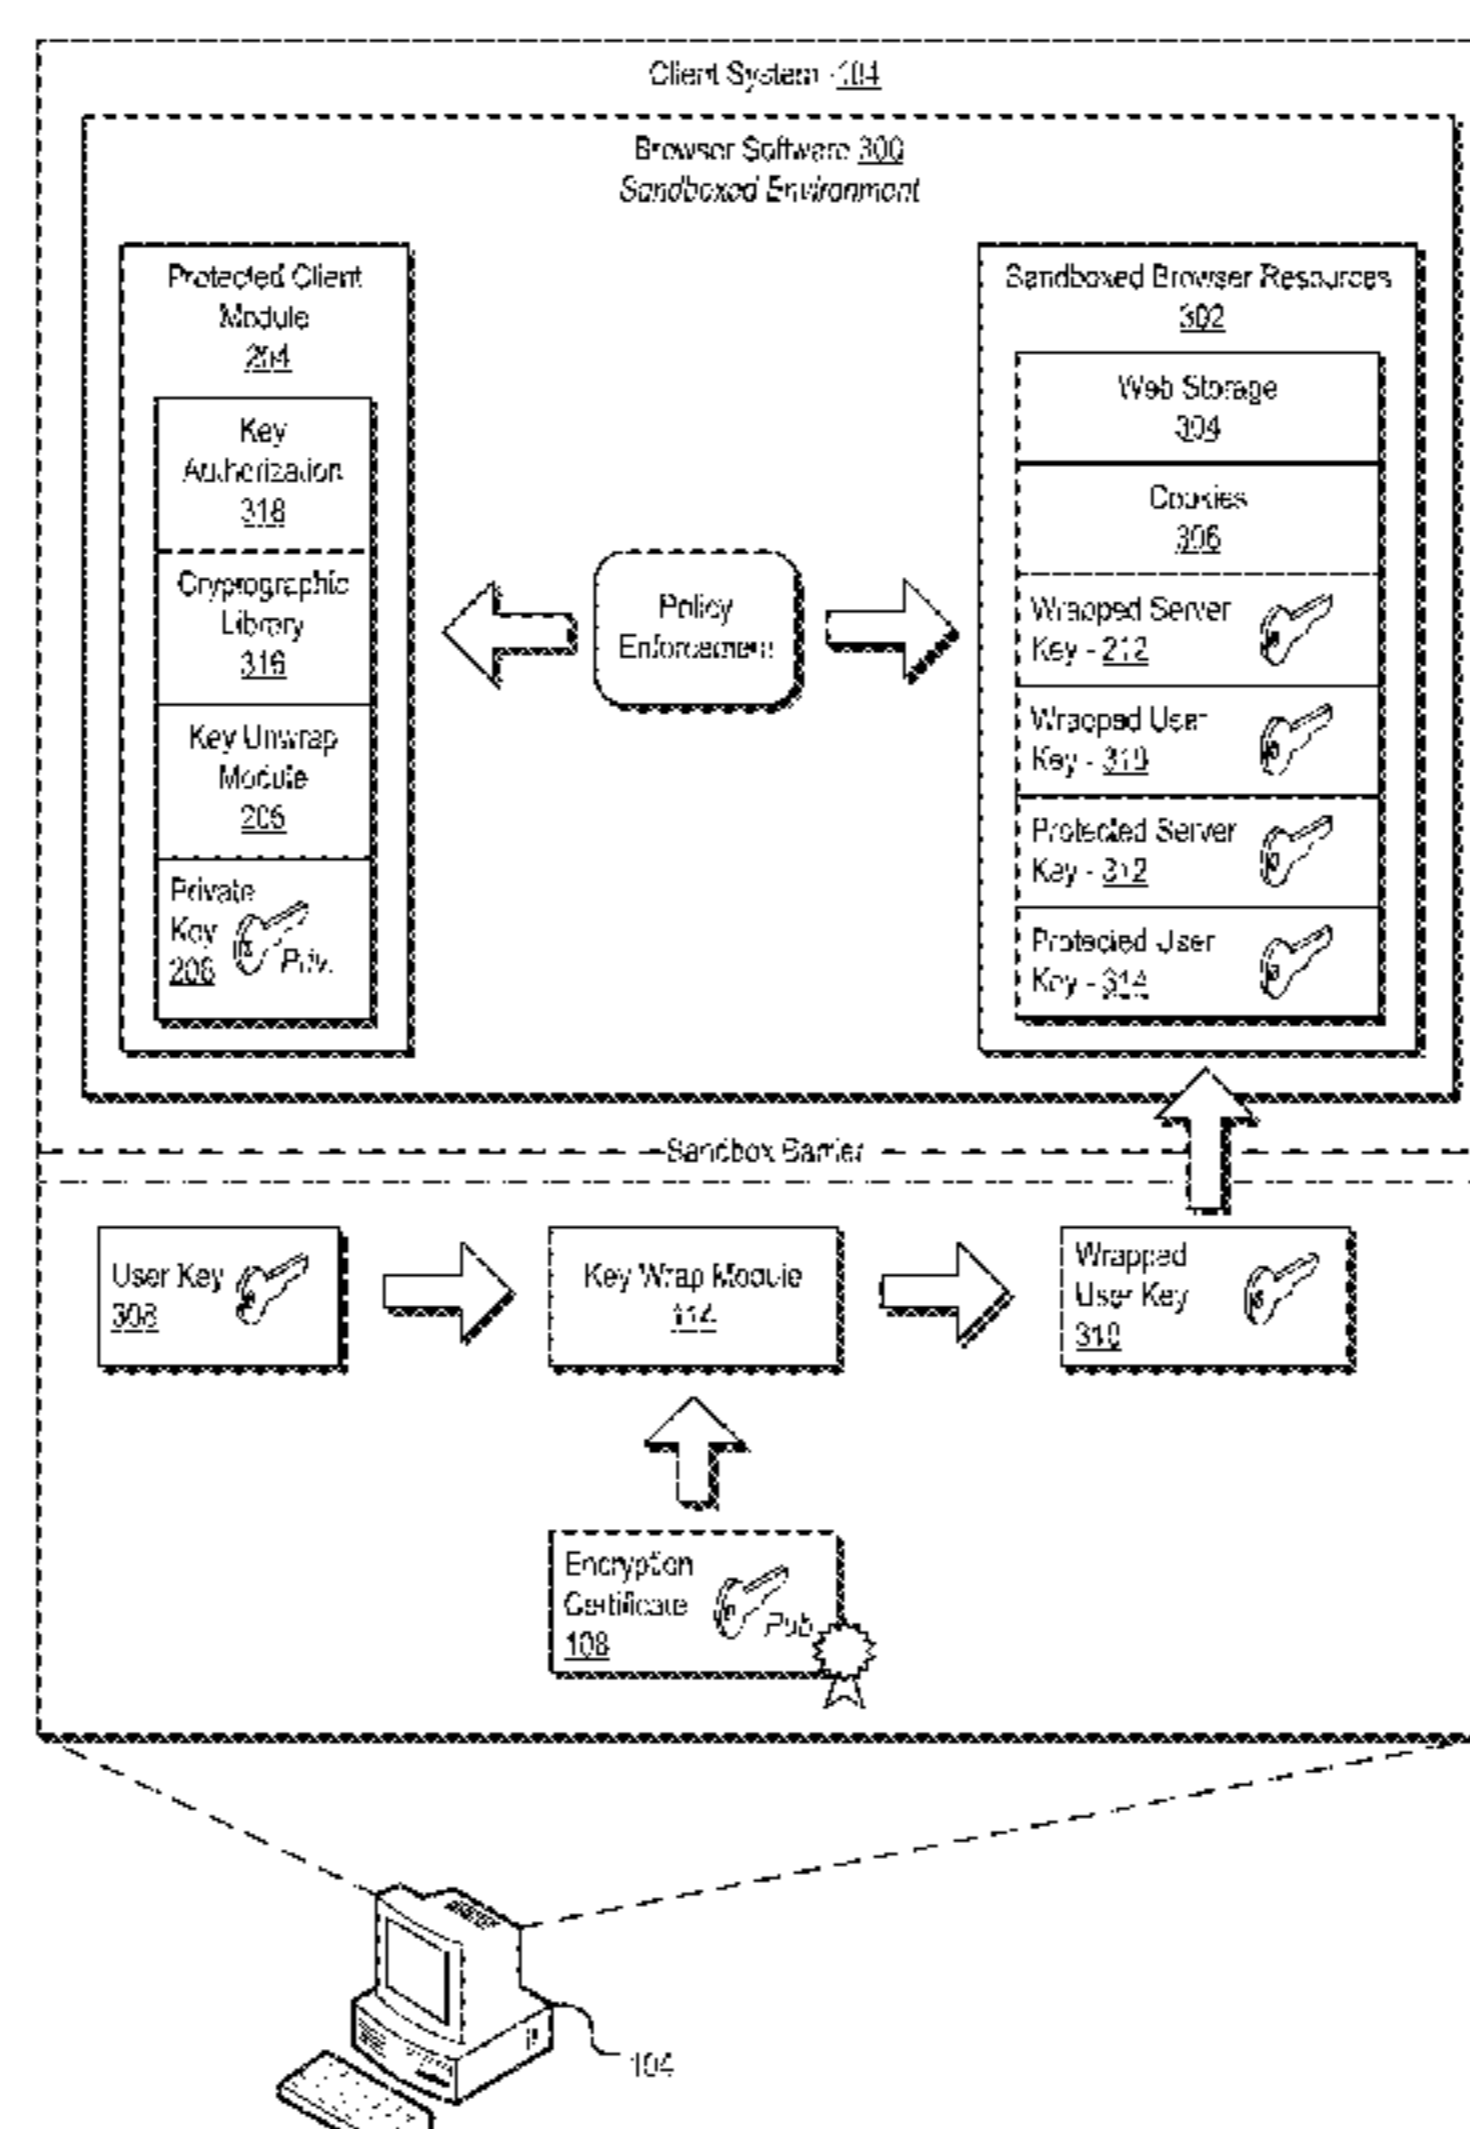 Client System - 104
Browser Software 300
Sandboxed Environment
Protected Client
Module
204
Key
Authorization
318
Cryptographic
Library
316
Key Unwrap
Module
206
Private
Key
208
Priv.
Policy
Enforcement
Sandboxed Browser Resources
302
Web Storage
304
Cookies
306
Wrapped Server
Key - 212
Wrapped User
Key - 310
Protected Server
Key - 312
Protected User
Key - 314
Sandbox Barrier
User Key
308
Key Wrap Module
114
Wrapped
User Key
310
Encryption
Certificate
108
Pub
104